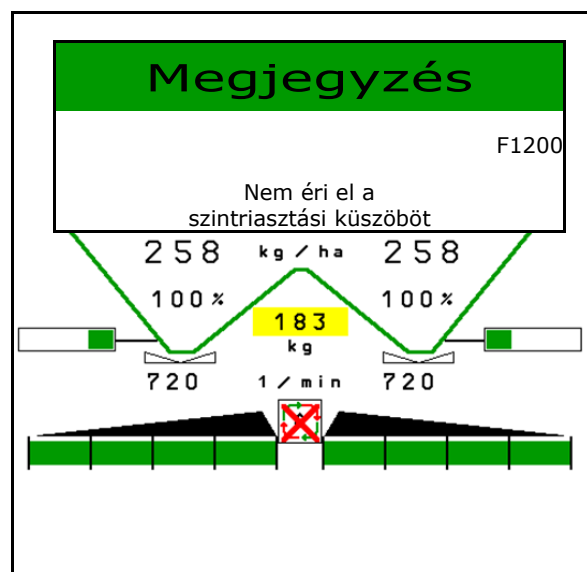 Megjegyzés
F1200
Nem éri el a
szintriasztási küszöböt
258 kg/ha 258
100% 100%
183
kg
720 1/min 720